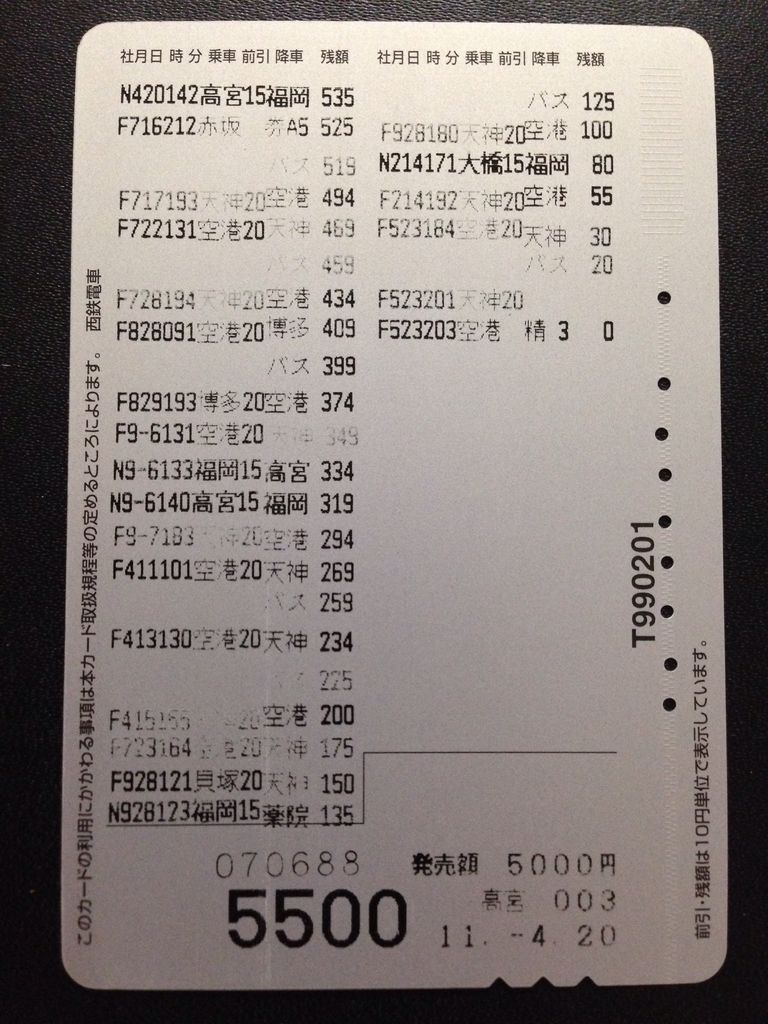 社月日 時 分 乗車 前引 降車 残額
N420142高宮15福岡 535
F716212赤坂 券A5 525
バス 519
F717193天神20空港 494
F722131空港20天神 469
バス 459
F728194天神20空港 434
F828091空港20博多 409
バス 399
F829193博多20空港 374
F9-6131空港20天神 349
N9-6133福岡15高宮 334
N9-6140高宮15福岡 319
F9-7183 神20空港 294
F411101空港20天神 269
バス 259
F413130空港20天神 234
225
F415155 20空港 200
F723164空港20天神 175
F928121貝塚20天神 150
N928123福岡15薬院 135
社月日 時 分 乗車 前引 降車 残額
バス 125
F928180天神20空港 100
N214171大橋15福岡 80
F214192天神20空港 55
F523184空港20天神 30
バス 20
F523201天神20
F523203空港 精 3 0
070688
5500
発売額 5000円
高宮 003
11.-4.20
このカードの利用にかかわる事項は本カード取扱規程等の定めるところによります。 西鉄電車
T990201
前引・残額は10円単位で表示しています。